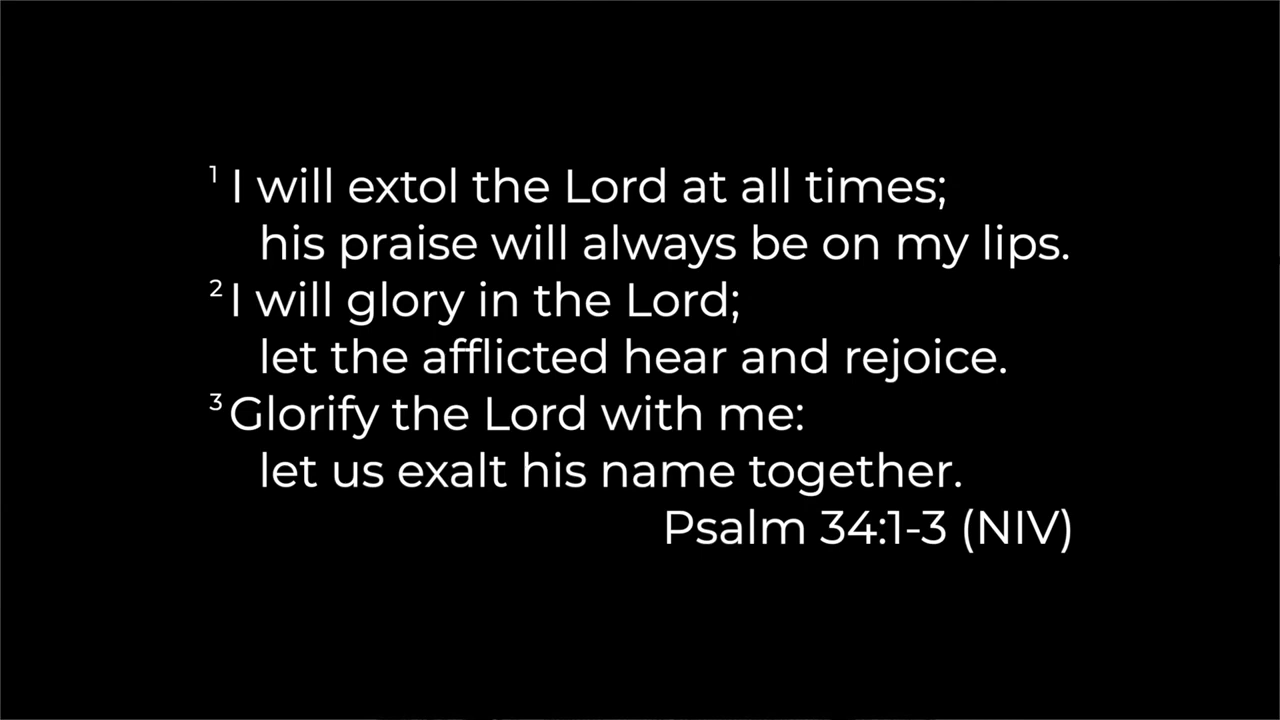 1 I will extol the Lord at all times;
his praise will always be on my lips.
2 I will glory in the Lord;
let the afflicted hear and rejoice.
3 Glorify the Lord with me:
let us exalt his name together.
Psalm 34:1-3 (NIV)